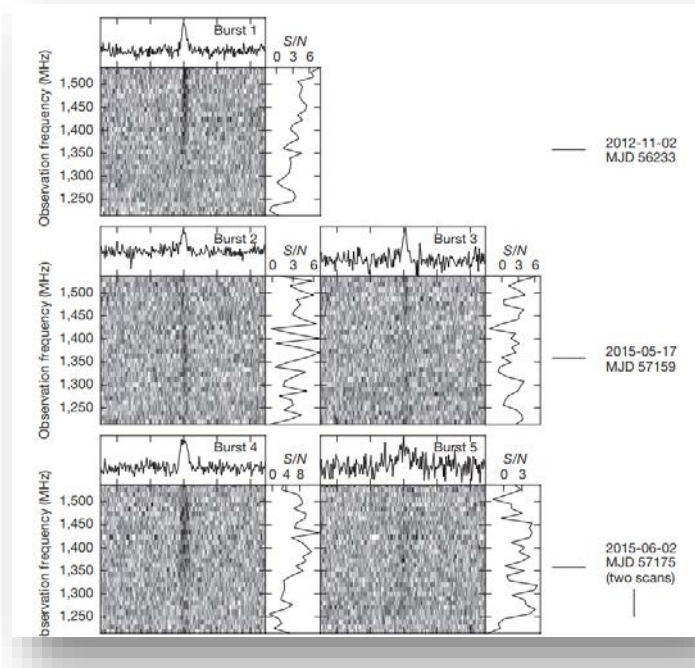 Burst 1
S/N
0 3 6
Observation frequency (MHz)
1,500
1,450
1,400
1,350
1,300
1,250
2012-11-02
MJD 56233
Burst 2
S/N
0 3 6
Burst 3
S/N
0 3 6
Observation frequency (MHz)
1,500
1,450
1,400
1,350
1,300
1,250
2015-05-17
MJD 57159
Burst 4
S/N
0 4 8
Burst 5
S/N
0 3
bservation frequency (MHz)
1,500
1,450
1,400
1,350
1,300
1,250
2015-06-02
MJD 57175
(two scans)